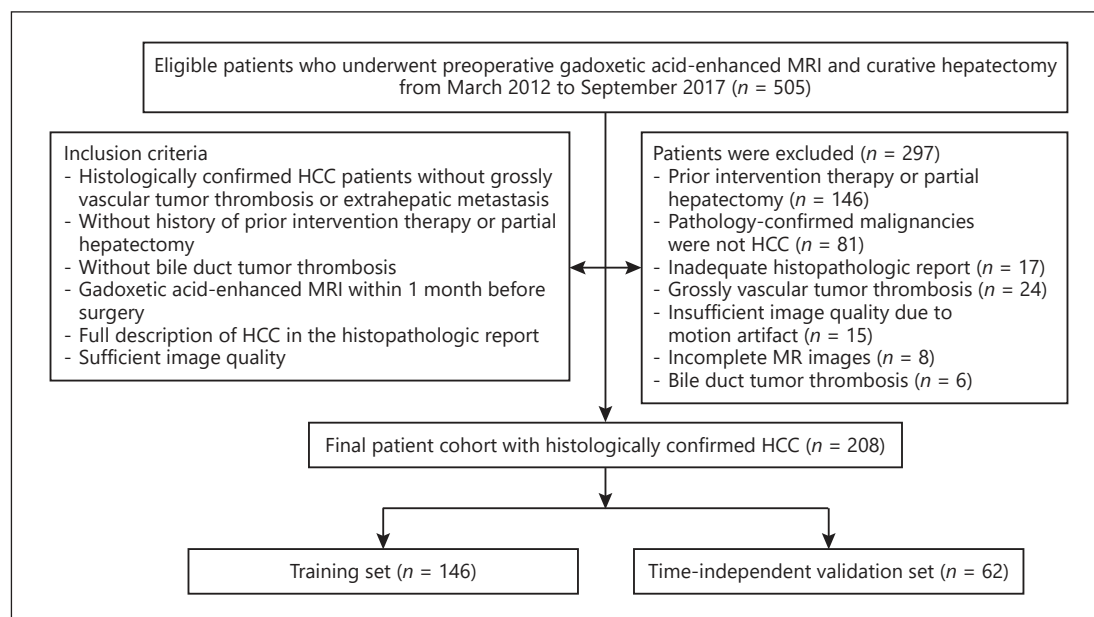 Eligible patients who underwent preoperative gadoxetic acid-enhanced MRI and curative hepatectomy
from March 2012 to September 2017 (n = 505)
Inclusion criteria
- Histologically confirmed HCC patients without grossly
vascular tumor thrombosis or extrahepatic metastasis
- Without history of prior intervention therapy or partial
hepatectomy
- Without bile duct tumor thrombosis
- Gadoxetic acid-enhanced MRI within 1 month before
surgery
- Full description of HCC in the histopathologic report
- Sufficient image quality
Patients were excluded (n = 297)
- Prior intervention therapy or partial
hepatectomy (n = 146)
- Pathology-confirmed malignancies
were not HCC (n = 81)
- Inadequate histopathologic report (n = 17)
- Grossly vascular tumor thrombosis (n = 24)
- Insufficient image quality due to
motion artifact (n = 15)
- Incomplete MR images (n = 8)
- Bile duct tumor thrombosis (n = 6)
Final patient cohort with histologically confirmed HCC (n = 208)
Training set (n = 146)
Time-independent validation set (n = 62)